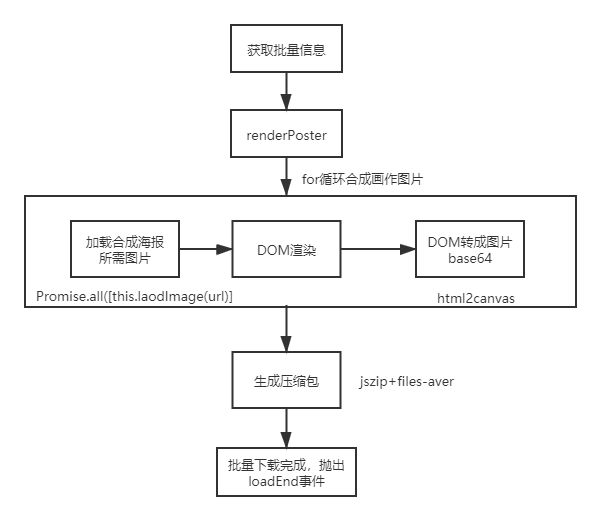 获取批量信息
renderPoster
for循环合成画作图片
加载合成海报
所需图片
DOM渲染
DOM转成图片
base64
Promise.all([this.laodImage(url)]
html2canvas
生成压缩包
jszip+files-aver
批量下载完成，抛出
loadEnd事件